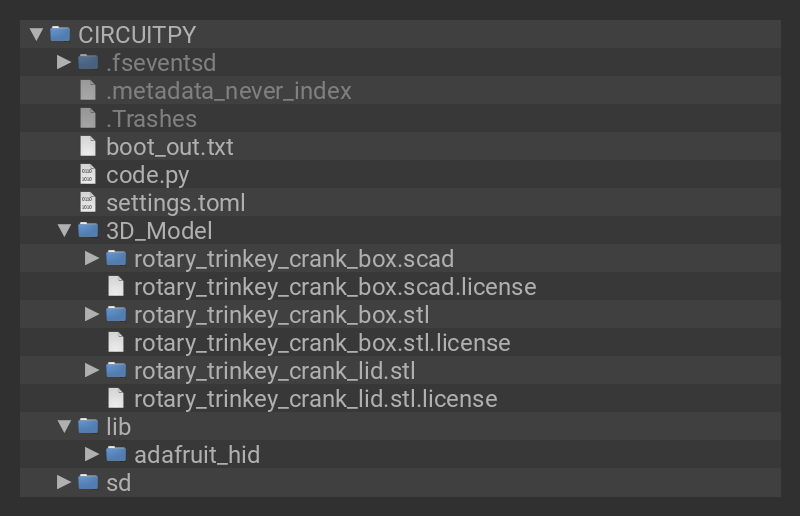 CIRCUITPY
.fseventsd
.metadata_never_index
.Trashes
boot_out.txt
code.py
settings.toml
3D_Model
rotary_trinkey_crank_box.scad
rotary_trinkey_crank_box.scad.license
rotary_trinkey_crank_box.stl
rotary_trinkey_crank_box.stl.license
rotary_trinkey_crank_lid.stl
rotary_trinkey_crank_lid.stl.license
lib
adafruit_hid
sd